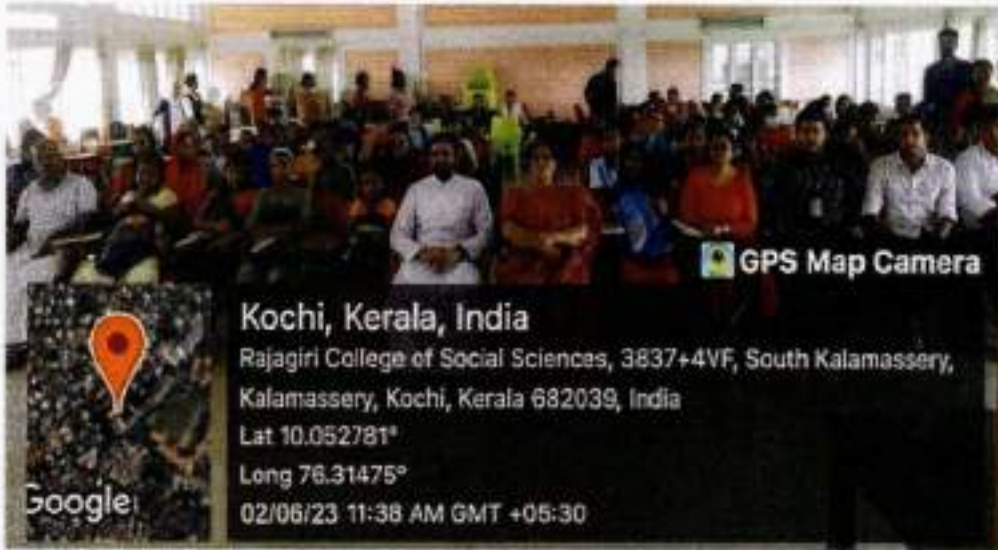 GPS Map Camera
Kochi, Kerala, India
Rajagiri College of Social Sciences, 3837+4VF, South Kalamassery,
Kalamassery, Kochi, Kerala 682039, India
Lat 10.052781°
Long 76.31475°
02/06/23 11:38 AM GMT +05:30
Google